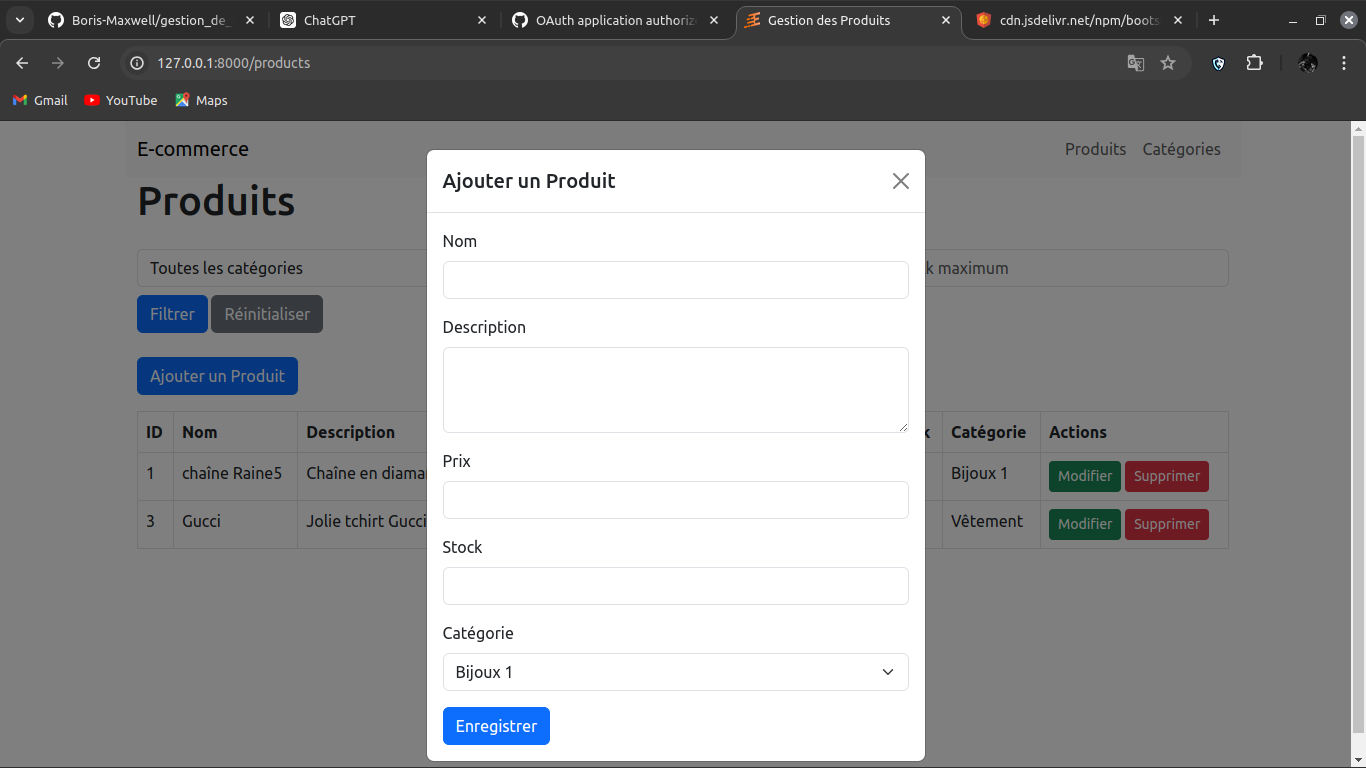 Boris-Maxwell/gestion_de_
ChatGPT
OAuth application authoriz
Gestion des Produits
cdn.jsdelivr.net/npm/boots
127.0.0.1:8000/products
Gmail
YouTube
Maps
E-commerce
Produits
Catégories
Produits
Toutes les catégories
k maximum
Filtrer
Réinitialiser
Ajouter un Produit
ID Nom Description k Catégorie Actions
1 chaîne Raine5 Chaîne en diama Bijoux 1 Modifier Supprimer
3 Gucci Jolie tchirt Gucci Vêtement Modifier Supprimer
Ajouter un Produit
Nom
Description
Prix
Stock
Catégorie
Bijoux 1
Enregistrer